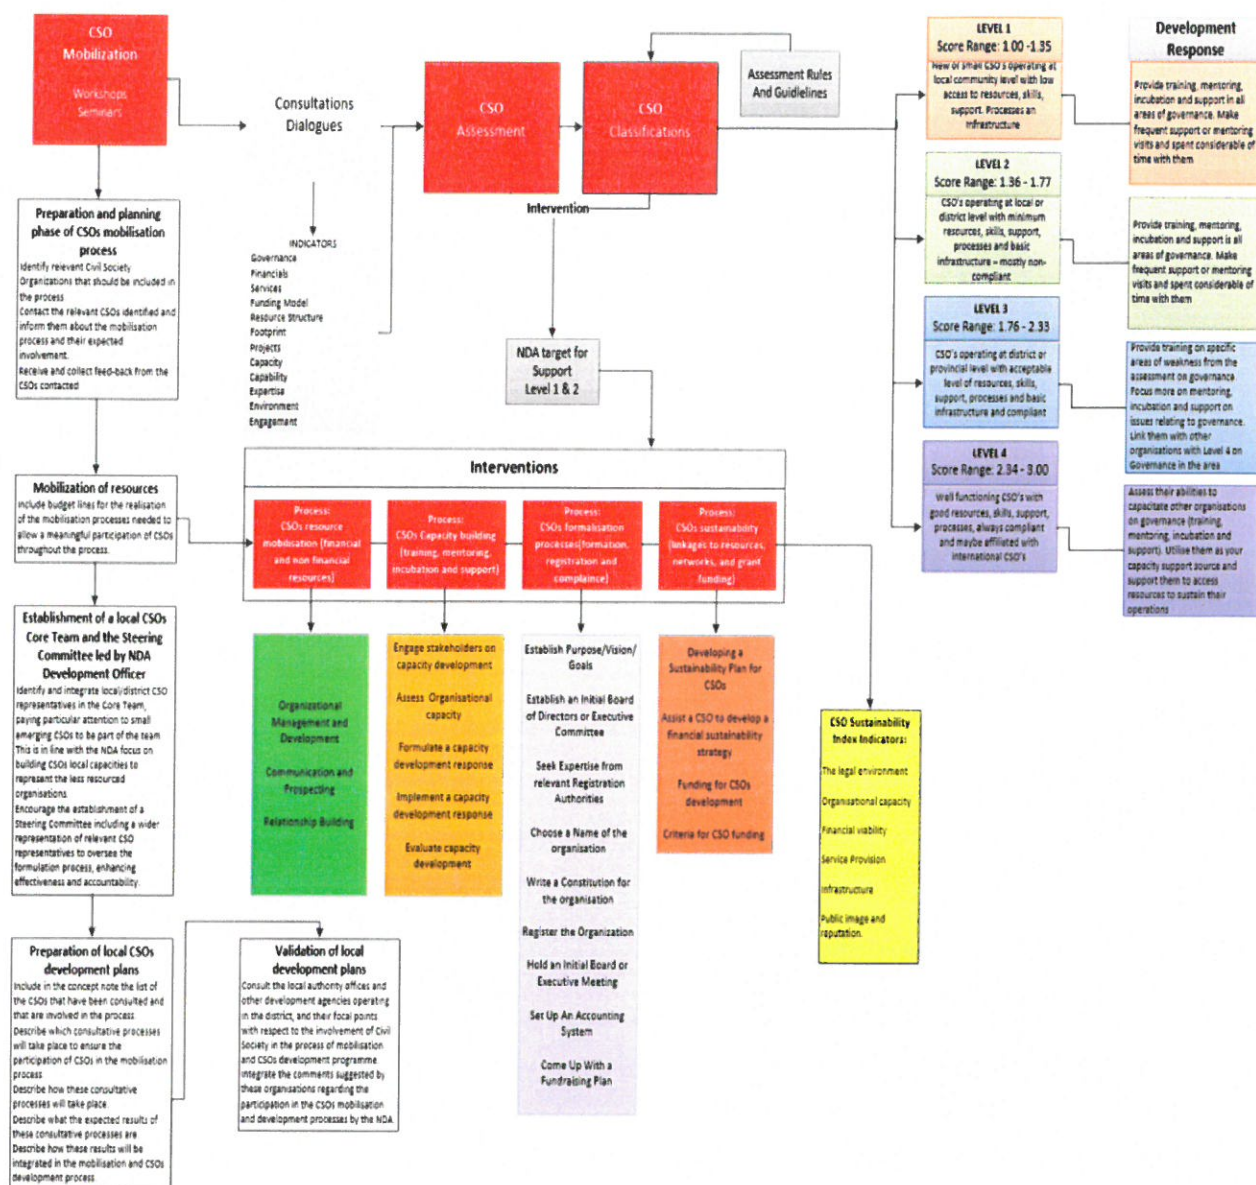 CSO
Mobilization
Workshops
Seminars
Consultations
Dialogues
CSO
Assessment
CSO
Classifications
Assessment Rules
And Guidlelines
Intervention
INDICATORS
Governance
Financials
Services
Funding Model
Resource Structure
Footprint
Projects
Capacity
Capability
Expertise
Environment
Engagement
NDA target for
Support
Level 1 & 2
LEVEL 1
Score Range: 1.00 -1.35
New or small CSO's operating at
local community level with low
access to resources, skills,
support. Processes an
infrastructure
LEVEL 2
Score Range: 1.36 - 1.77
CSO's operating at local or
district level with minimum
resources, skills, support,
processes and basic
infrastructure – mostly non-
compliant
LEVEL 3
Score Range: 1.76 - 2.33
CSO's operating at district or
provincial level with acceptable
level of resources, skills,
support, processes and basic
infrastructure and compliant
LEVEL 4
Score Range: 2.34 - 3.00
Well functioning CSO's with
good resources, skills, support,
processes, always compliant
and maybe affiliated with
international CSO's
Development
Response
Provide training, mentoring,
incubation and support in all
areas of governance. Make
frequent support or mentoring
visits and spent considerable of
time with them
Provide training, mentoring,
incubation and support is all
areas of governance. Make
frequent support or mentoring
visits and spent considerable of
time with them
Provide training on specific
areas of weakness from the
assessment on governance.
Focus more on mentoring,
incubation and support on
issues relating to governance.
Link them with other
organisations with Level 4 on
Governance in the area
Assess their abilities to
capacitate other organisations
on governance (training,
mentoring, incubation and
support). Utilise them as your
capacity support source and
support them to access
resources to sustain their
operations
Preparation and planning
phase of CSOs mobilisation
process
Identify relevant Civil Society
Organizations that should be included in
the process
Contact the relevant CSOs identified and
inform them about the mobilisation
process and their expected
involvement.
Receive and collect feed-back from the
CSOs contacted
Mobilization of resources
Include budget lines for the realisation
of the mobilisation processes needed to
allow a meaningful participation of CSOs
throughout the process.
Establishment of a local CSOs
Core Team and the Steering
Committee led by NDA
Development Officer
Identify and integrate local/district CSO
representatives in the Core Team,
paying particular attention to small
emerging CSOs to be part of the team
This is in line with the NDA focus on
building CSOs local capacities to
represent the less resourced
organisations.
Encourage the establishment of a
Steering Committee including a wider
representation of relevant CSO
representatives to oversee the
formulation process, enhancing
effectiveness and accountability.
Preparation of local CSOs
development plans
Include in the concept note the list of
the CSOs that have been consulted and
that are involved in the process
Describe which consultative processes
will take place to ensure the
participation of CSOs in the mobilisation
process
Describe how these consultative
processes will take place.
Describe what the expected results of
these consultative processes are
Describe how these results will be
integrated in the mobilisation and CSOs
development process
Validation of local
development plans
Consult the local authority offices and
other development agencies operating
in the district, and their focal points
with respect to the involvement of Civil
Society in the process of mobilisation
and CSOs development programme
Integrate the comments suggested by
these organisations regarding the
participation in the CSOs mobilisation
and development processes by the NDA
Interventions
Process:
CSOs resource
mobilisation (financial
and non financial
resources)
Process:
CSOs Capacity building
(training, mentoring,
incubation and support)
Process:
CSOs formalisation
processes(formation,
registration and
complaince)
Process:
CSOs sustainability
(linkages to resources,
networks, and grant
funding)
Organizational
Management and
Development
Communication and
Prospecting
Relationship Building
Engage stakeholders on
capacity development
Assess Organisational
capacity
Formulate a capacity
development response
Implement a capacity
development response
Evaluate capacity
development
Establish Purpose/Vision/
Goals
Establish an Initial Board
of Directors or Executive
Committee
Seek Expertise from
relevant Registration
Authorities
Choose a Name of the
organisation
Write a Constitution for
the organisation
Register the Organization
Hold an Initial Board or
Executive Meeting
Set Up An Accounting
System
Come Up With a
Fundraising Plan
Developing a
Sustainability Plan for
CSOs
Assist a CSO to develop a
financial sustainability
strategy
Funding for CSOs
development
Criteria for CSO funding
CSO Sustainability
Index Indicators:
The legal environment
Organisational capacity
Financial viability
Service Provision
Infrastructure
Public image and
reputation.